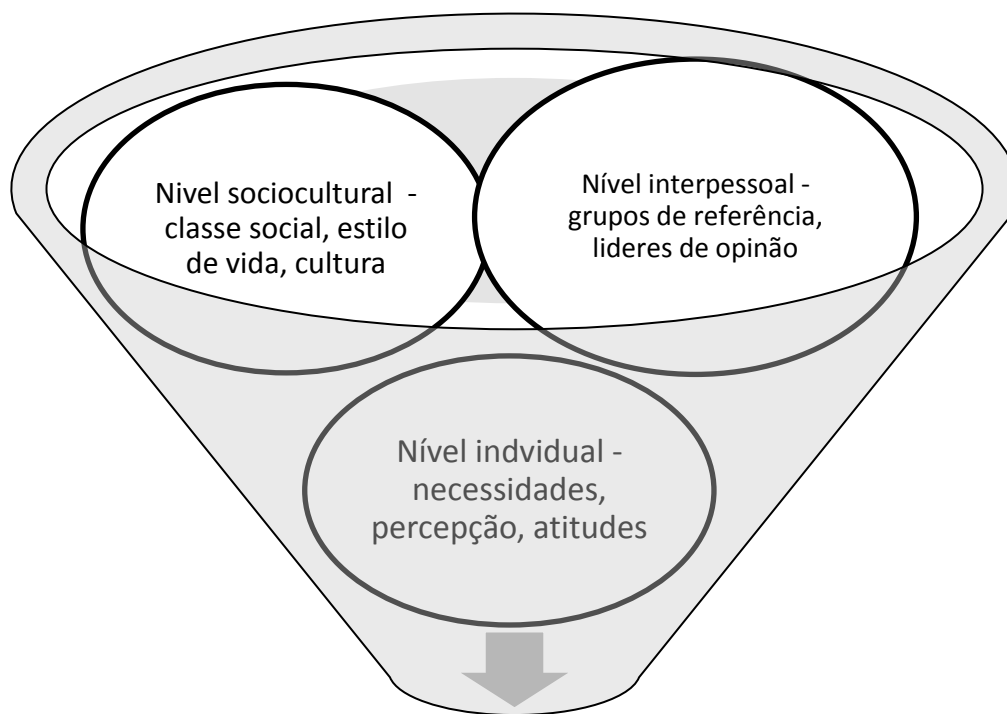 Nivel sociocultural -
classe social, estilo
de vida, cultura
Nível interpessoal -
grupos de referência,
lideres de opinão
Nível indvidual -
necessidades,
percepção, atitudes